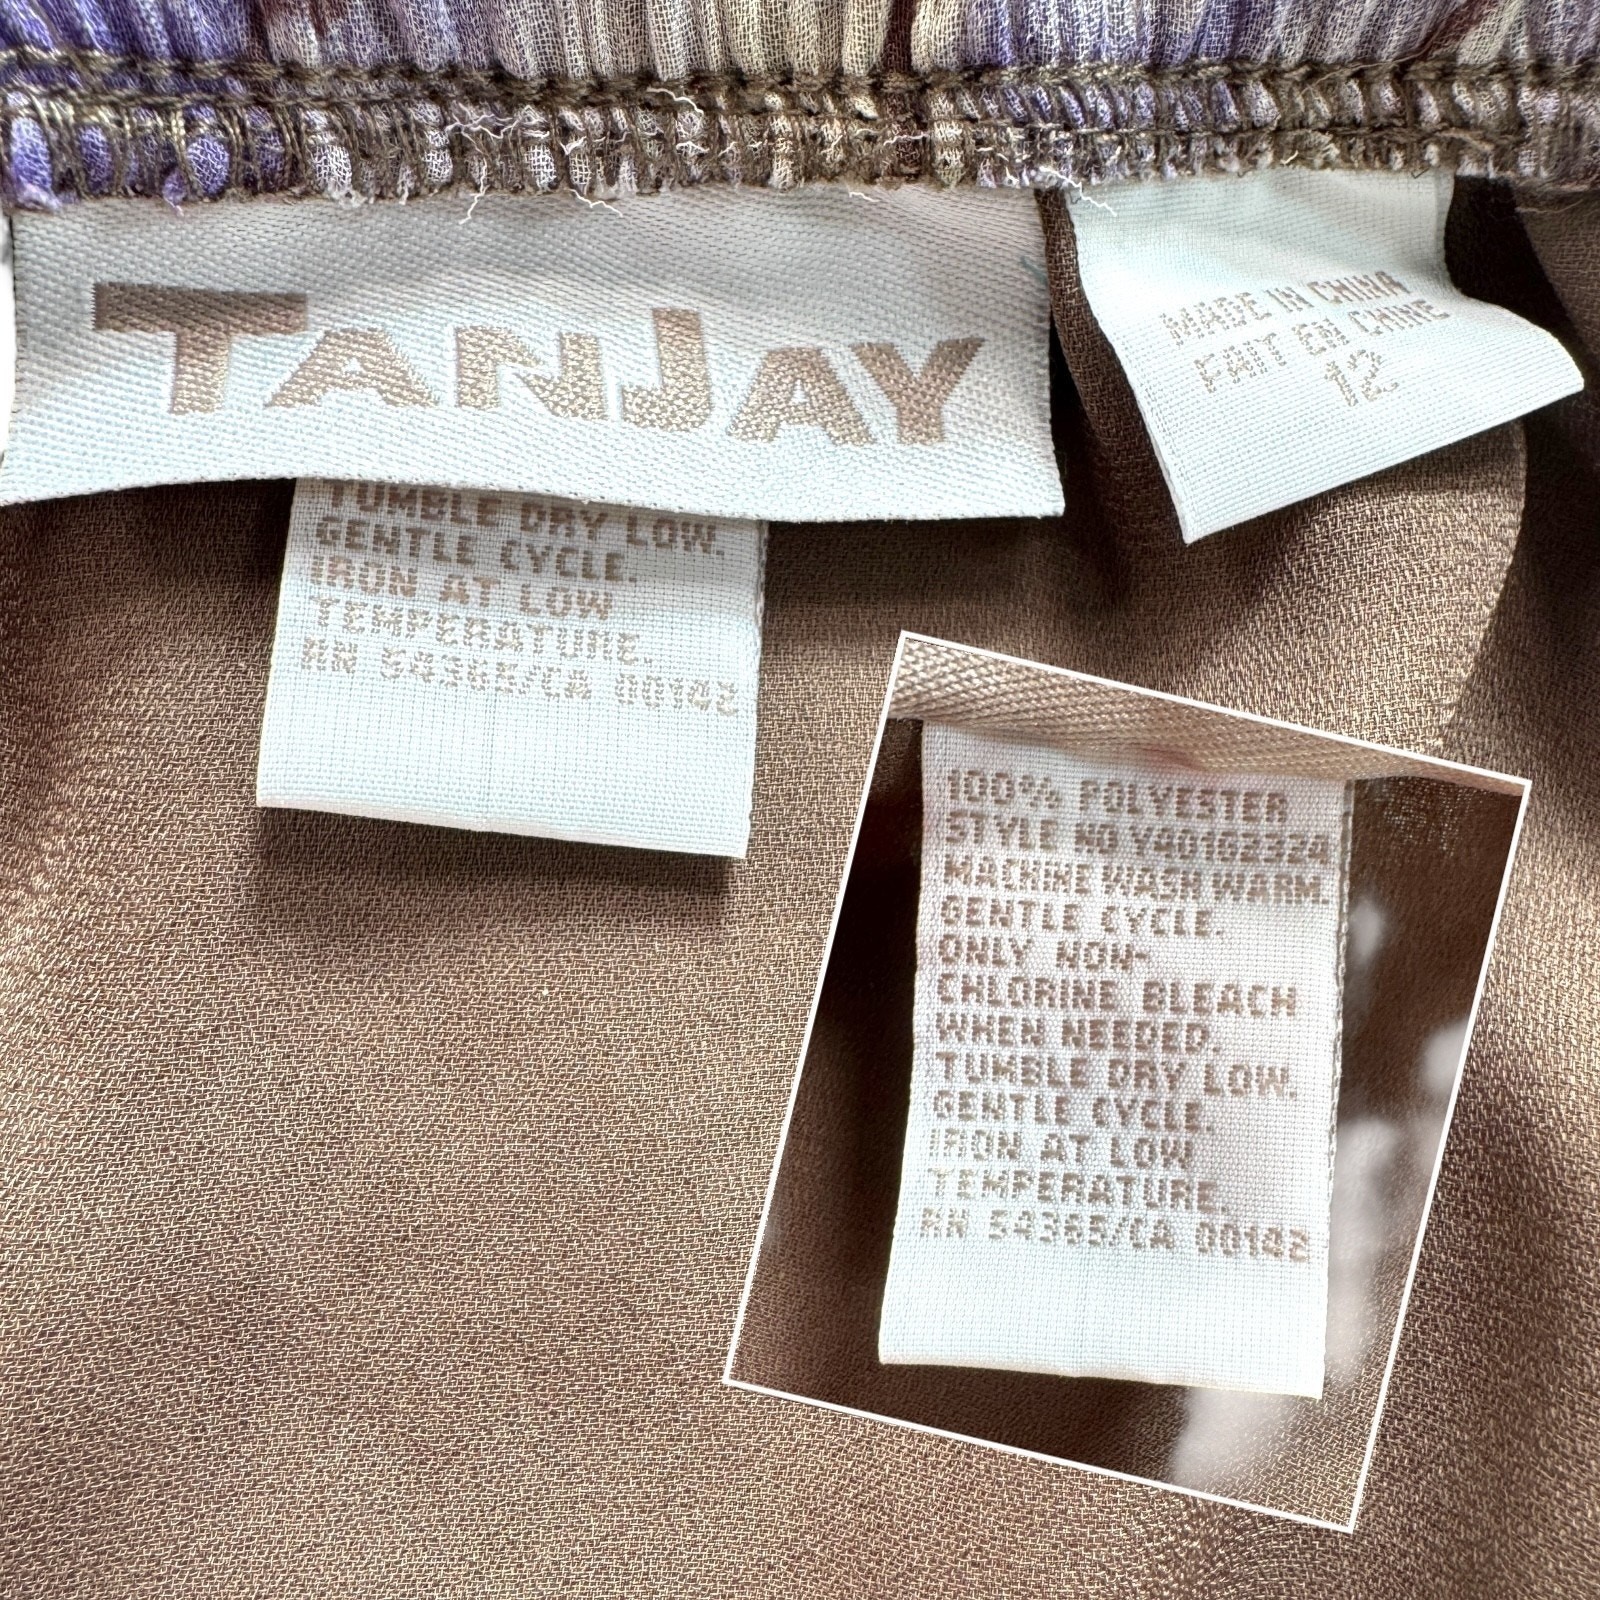 TANJAY
MADE IN CHINA
FAIT EN CHINE
12
TUMBLE DRY LOW.
GENTLE CYCLE.
IRON AT LOW
TEMPERATURE.
RN 54365/CA 00142
100% POLYESTER
STYLE NO Y40102324
MACHINE WASH WARM.
GENTLE CYCLE.
ONLY NON-
CHLORINE BLEACH
WHEN NEEDED.
TUMBLE DRY LOW.
GENTLE CYCLE.
IRON AT LOW
TEMPERATURE.
RN 54365/CA 00142